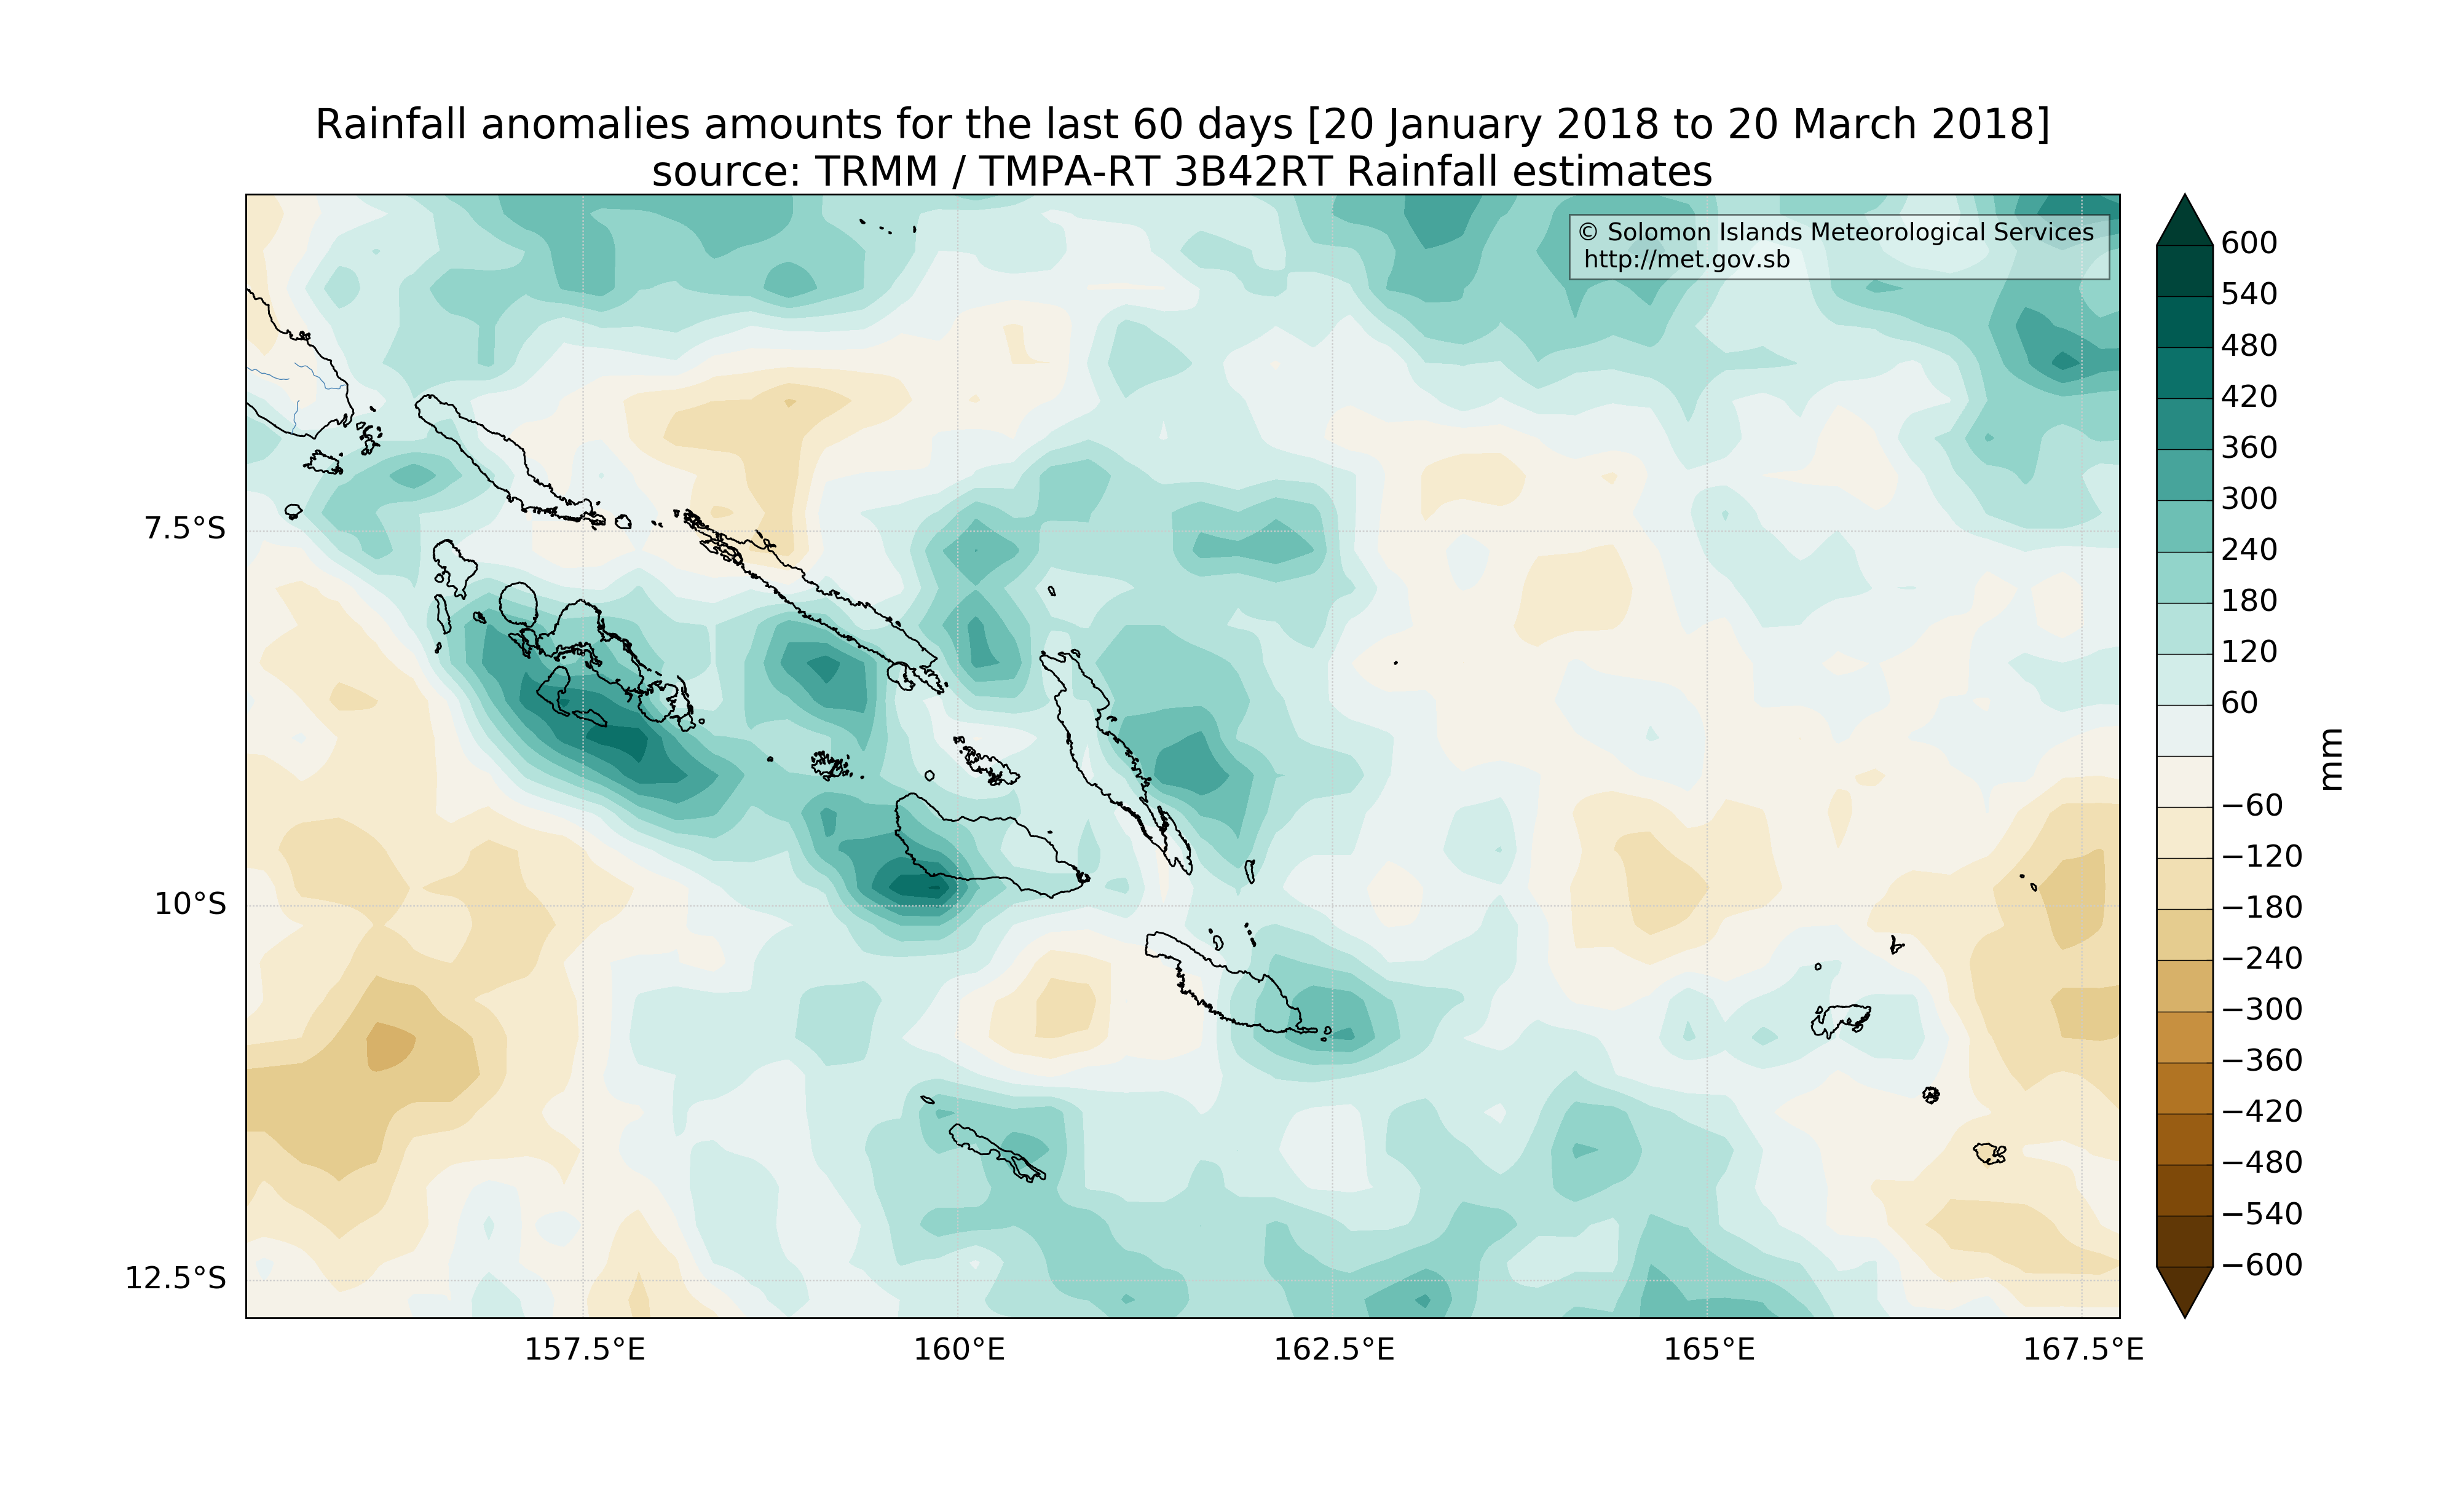 Rainfall anomalies amounts for the last 60 days [20 January 2018 to 20 March 2018]
source: TRMM / TMPA-RT 3B42RT Rainfall estimates
© Solomon Islands Meteorological Services
http://met.gov.sb
7.5°S
10°S
12.5°S
157.5°E
160°E
162.5°E
165°E
167.5°E
600
540
480
420
360
300
240
180
120
60
−60
−120
−180
−240
−300
−360
−420
−480
−540
−600
mm